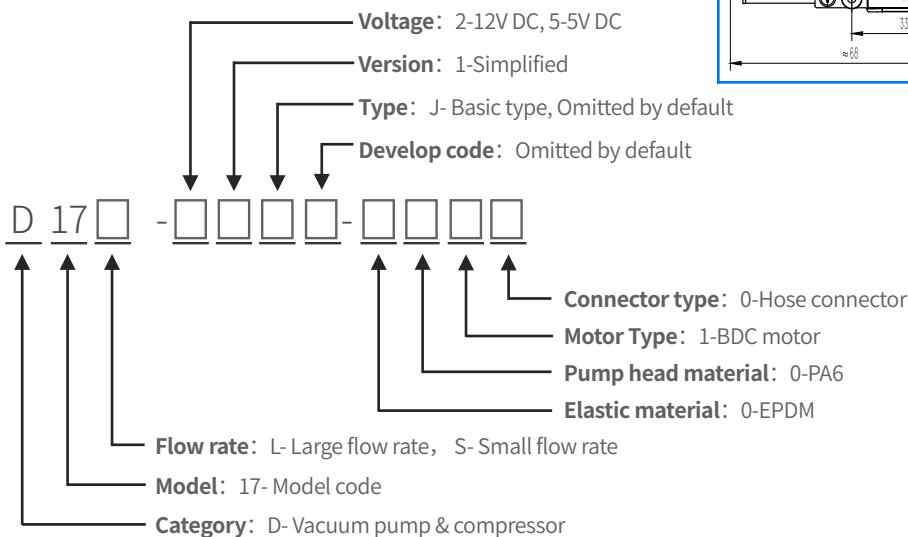 Voltage：2-12V DC, 5-5V DC
33
≈68
Version：1-Simplified
Type：J- Basic type, Omitted by default
Develop code：Omitted by default
D 17□ -□□□□-□□□□
Connector type：0-Hose connector
Motor Type：1-BDC motor
Pump head material：0-PA6
Elastic material：0-EPDM
Flow rate：L- Large flow rate， S- Small flow rate
Model：17- Model code
Category：D- Vacuum pump & compressor